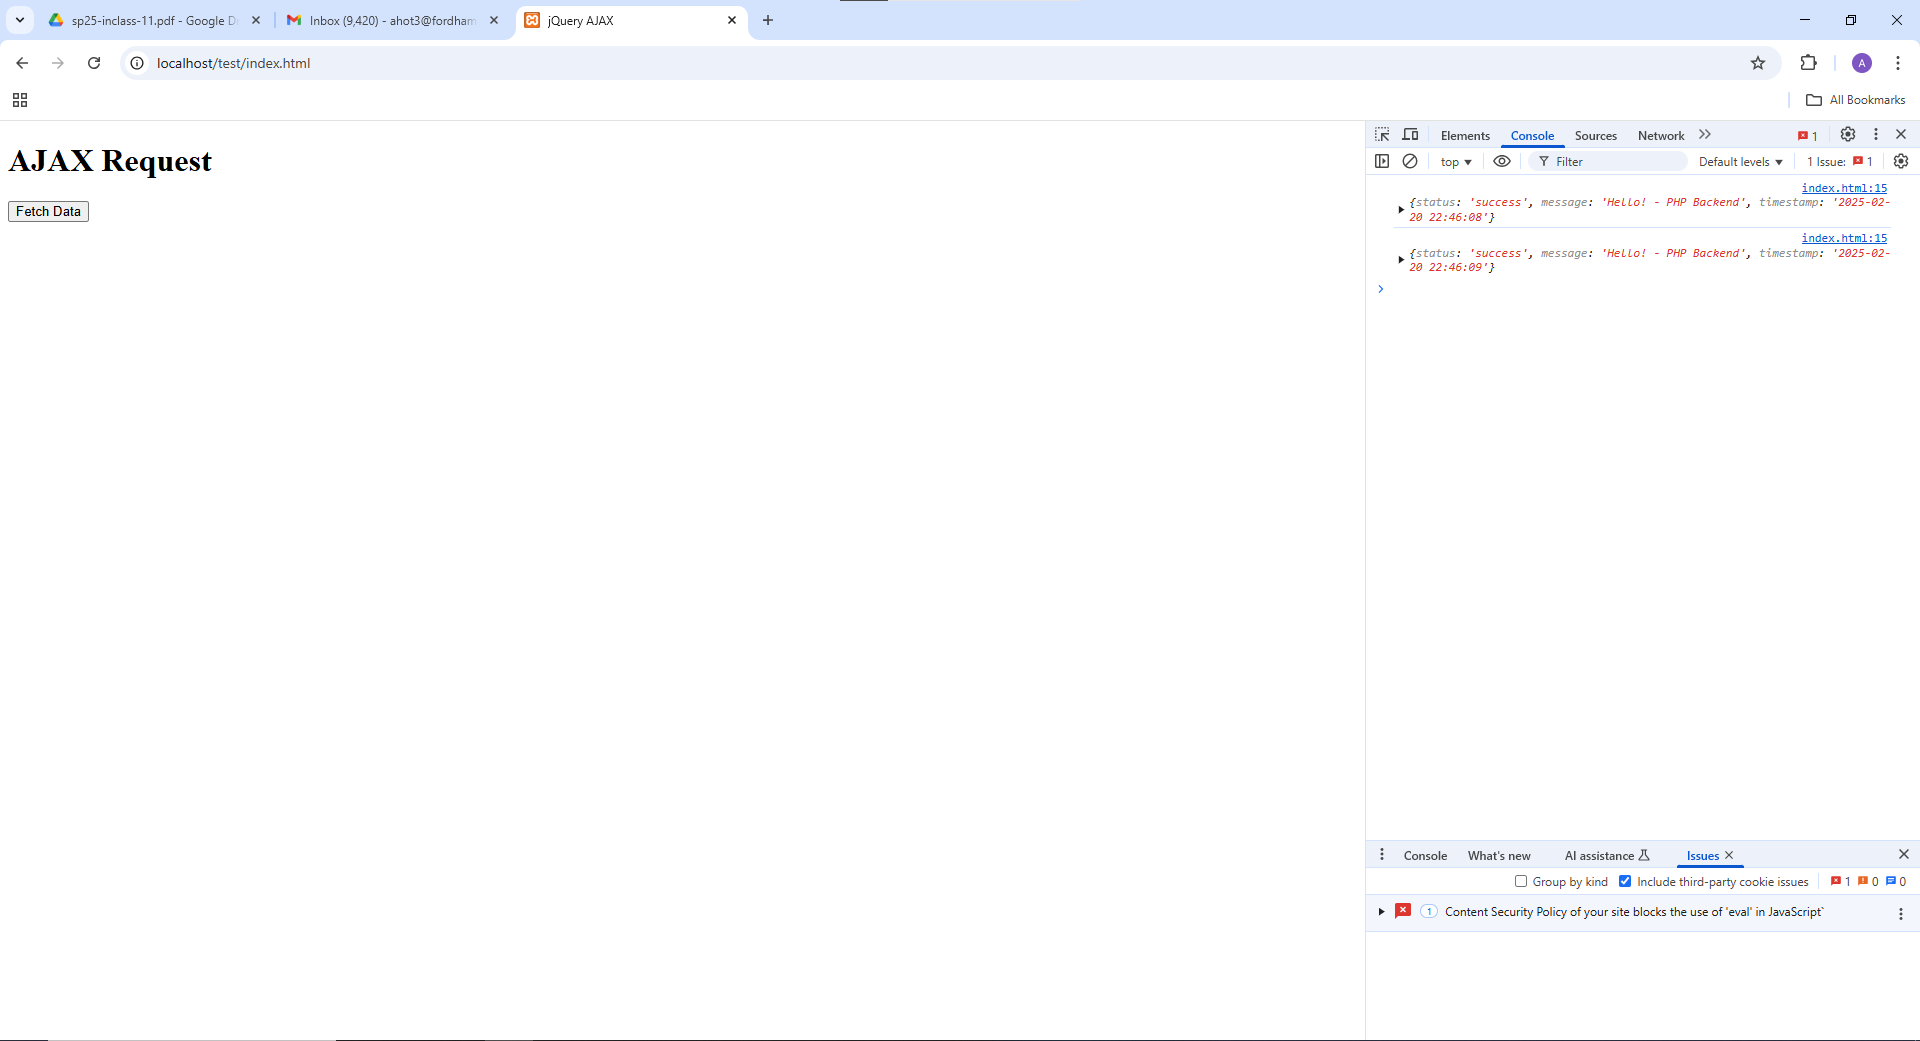 sp25-inclass-11.pdf - Google D
Inbox (9,420) - ahot3@fordham
jQuery AJAX
localhost/test/index.html
A
All Bookmarks
AJAX Request
Fetch Data
Elements
Console
Sources
Network
1
top
Filter
Default levels
1 Issue:
1
index.html:15
{status: 'success', message: 'Hello! - PHP Backend', timestamp: '2025-02-
20 22:46:08'}
index.html:15
{status: 'success', message: 'Hello! - PHP Backend', timestamp: '2025-02-
20 22:46:09'}
Console
What's new
AI assistance
Issues
Group by kind
Include third-party cookie issues
1
0
0
1
Content Security Policy of your site blocks the use of 'eval' in JavaScript`